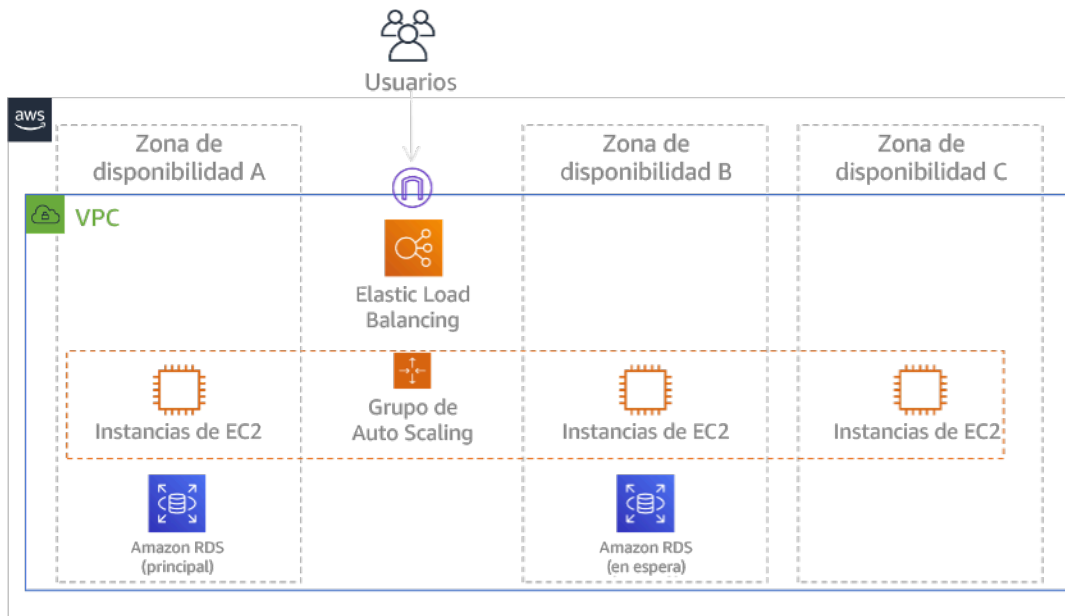 Usuarios
aws
Zona de
disponibilidad A
Zona de
disponibilidad B
Zona de
disponibilidad C
VPC
Elastic Load
Balancing
Instancias de EC2
Grupo de
Auto Scaling
Instancias de EC2
Instancias de EC2
Amazon RDS
(principal)
Amazon RDS
(en espera)